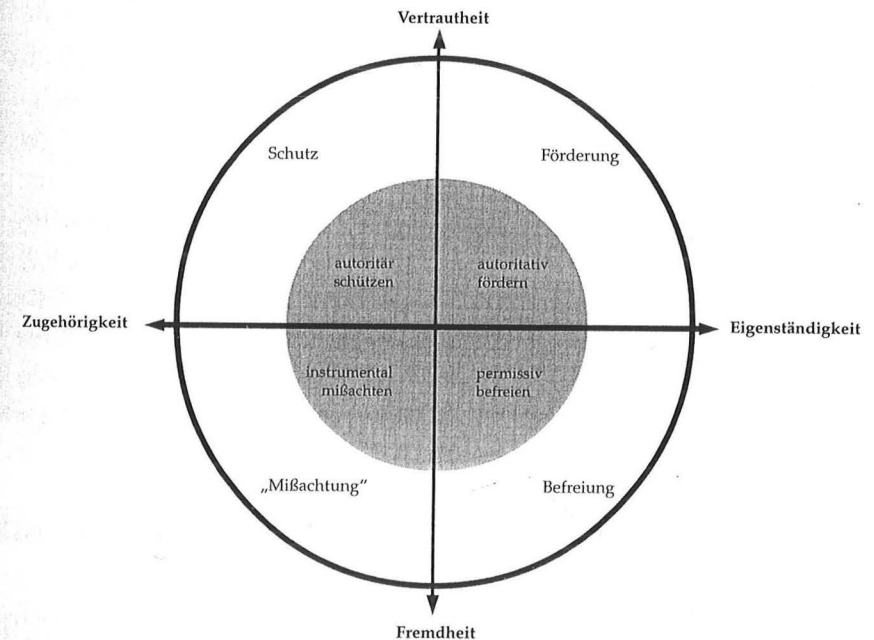 Vertrautheit
Schutz
Förderung
autoritär
schützen
autoritativ
fördern
Zugehörigkeit
Eigenständigkeit
instrumental
mißachten
permissiv
befreien
„Mißachtung”
Befreiung
Fremdheit